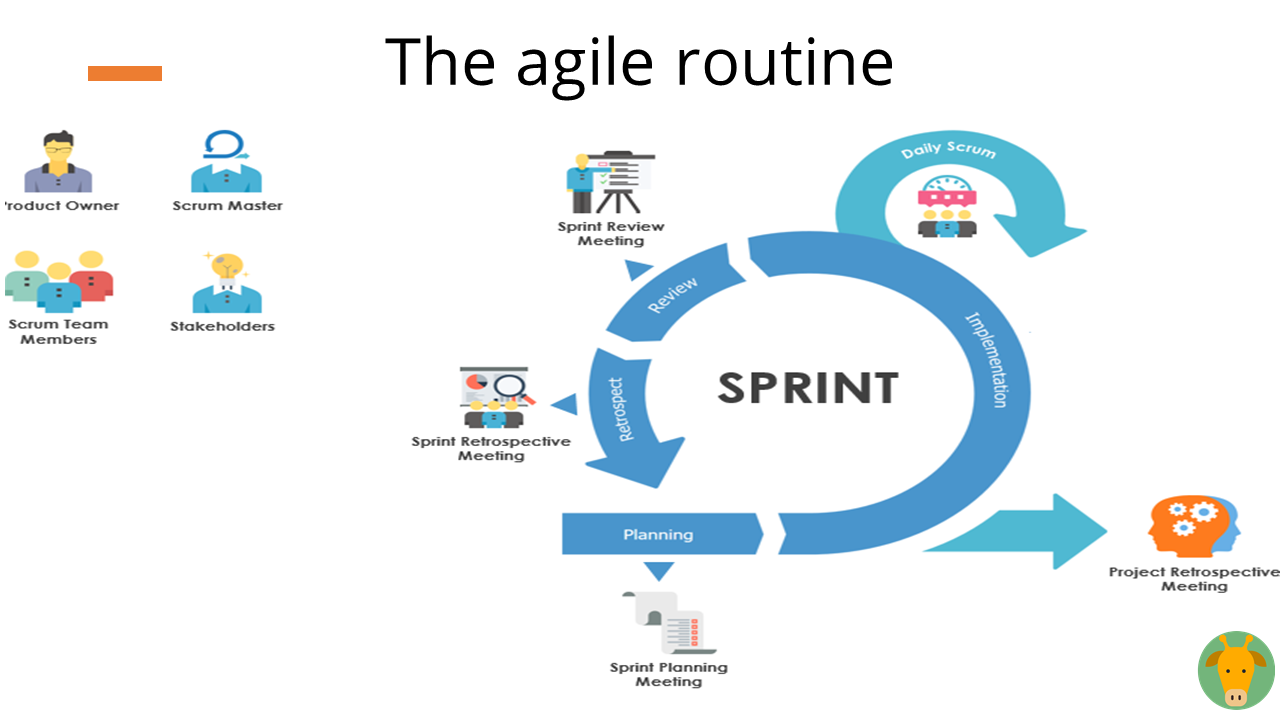 The agile routine
Product Owner
Scrum Master
Scrum Team
Members
Stakeholders
Sprint Review
Meeting
Daily Scrum
Review
Implementation
SPRINT
Retrospect
Sprint Retrospective
Meeting
Planning
Sprint Planning
Meeting
Project Retrospective
Meeting